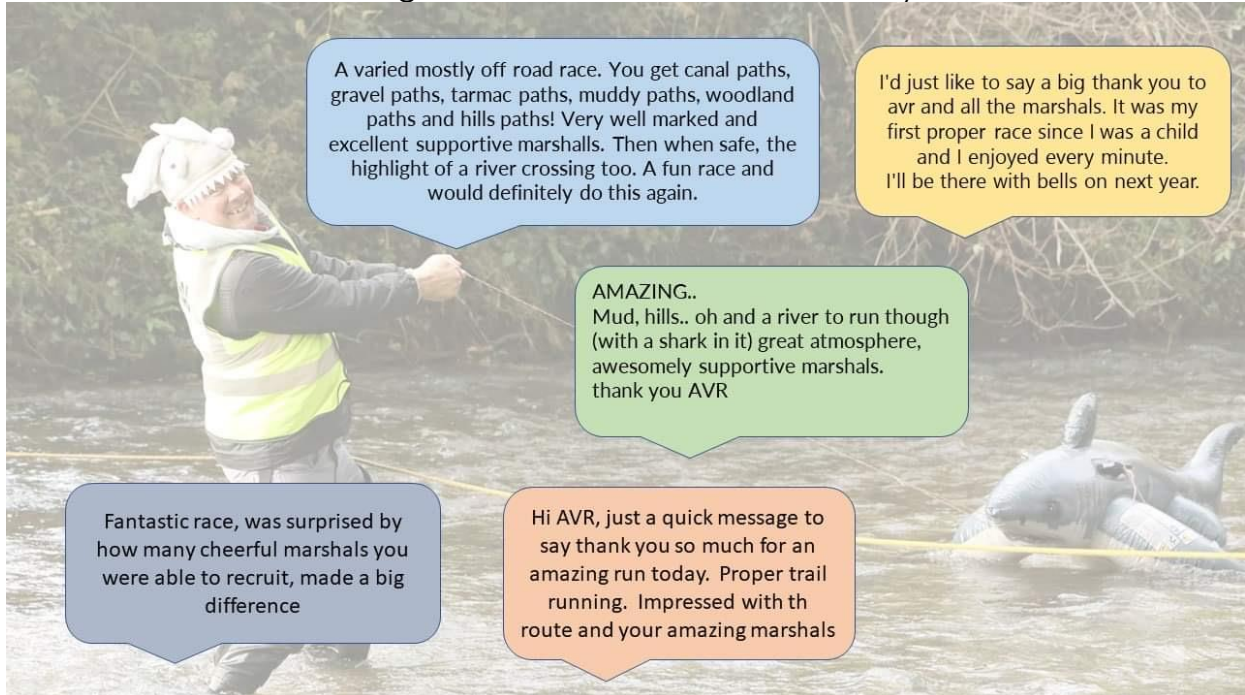 A varied mostly off road race. You get canal paths,
gravel paths, tarmac paths, muddy paths, woodland
paths and hills paths! Very well marked and
excellent supportive marshalls. Then when safe, the
highlight of a river crossing too. A fun race and
would definitely do this again.
I'd just like to say a big thank you to
avr and all the marshals. It was my
first proper race since I was a child
and I enjoyed every minute.
I'll be there with bells on next year.
AMAZING..
Mud, hills.. oh and a river to run though
(with a shark in it) great atmosphere,
awesomely supportive marshals.
thank you AVR
Fantastic race, was surprised by
how many cheerful marshals you
were able to recruit, made a big
difference
Hi AVR, just a quick message to
say thank you so much for an
amazing run today. Proper trail
running. Impressed with th
route and your amazing marshals